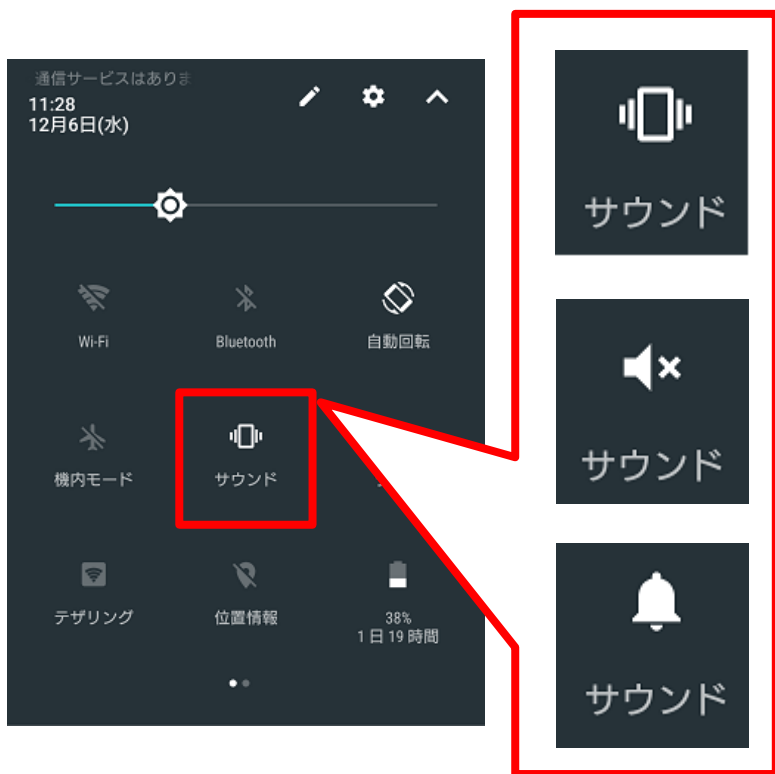 通信サービスはありま
11:28
12月6日(水)
Wi-Fi
Bluetooth
自動回転
機内モード
サウンド
テザリング
位置情報
38%
1日19時間
サウンド
サウンド
サウンド